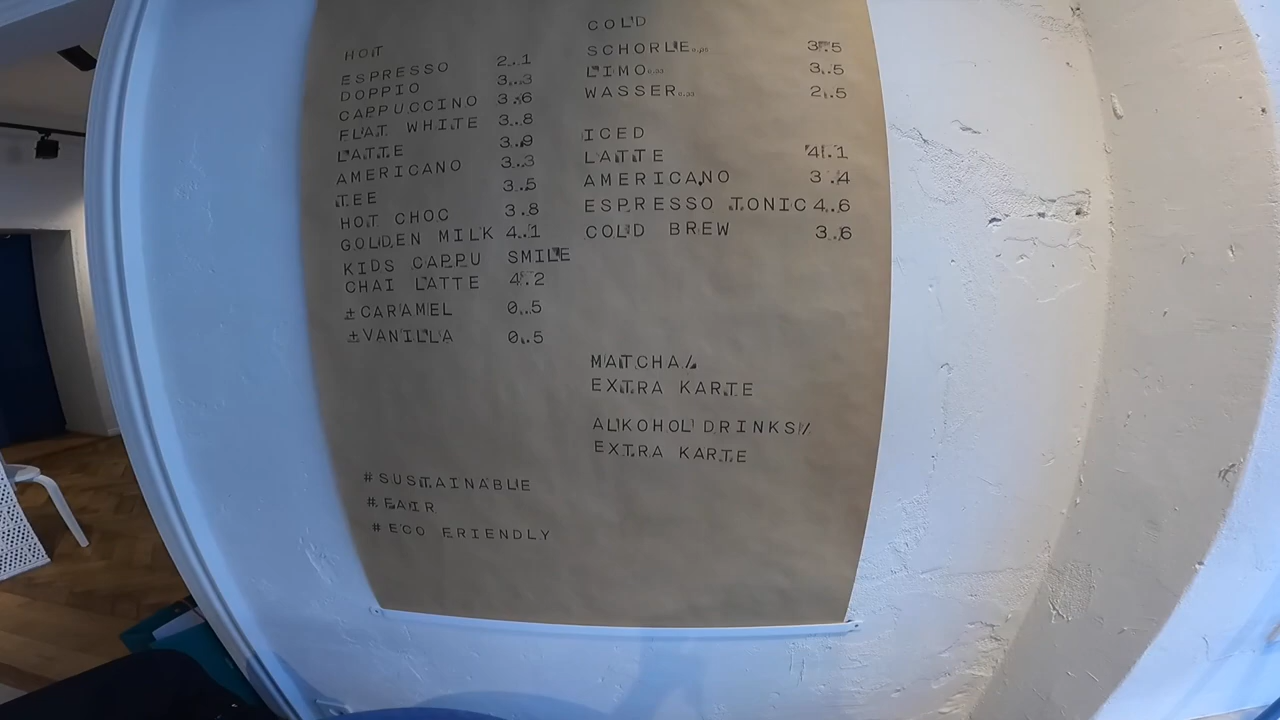 HOT
ESPRESSO 2.1
DOPPIO 3.3
CAPPUCCINO 3.6
FLAT WHITE 3.8
LATTE 3.9
AMERICANO 3.3
TEE 3.5
HOT CHOC 3.8
GOLDEN MILK 4.1
KIDS CAPPU SMILE
CHAI LATTE 4.2
±CARAMEL 0.5
±VANILLA 0.5
#SUSTAINABLE
#FAIR
#ECO FRIENDLY
COLD
SCHORLE 3.5
LIMO 3.5
WASSER 2.5
ICED
LATTE 4.1
AMERICANO 3.4
ESPRESSO TONIC 4.6
COLD BREW 3.6
MATCHA/
EXTRA KARTE
ALKOHOL DRINKS/
EXTRA KARTE